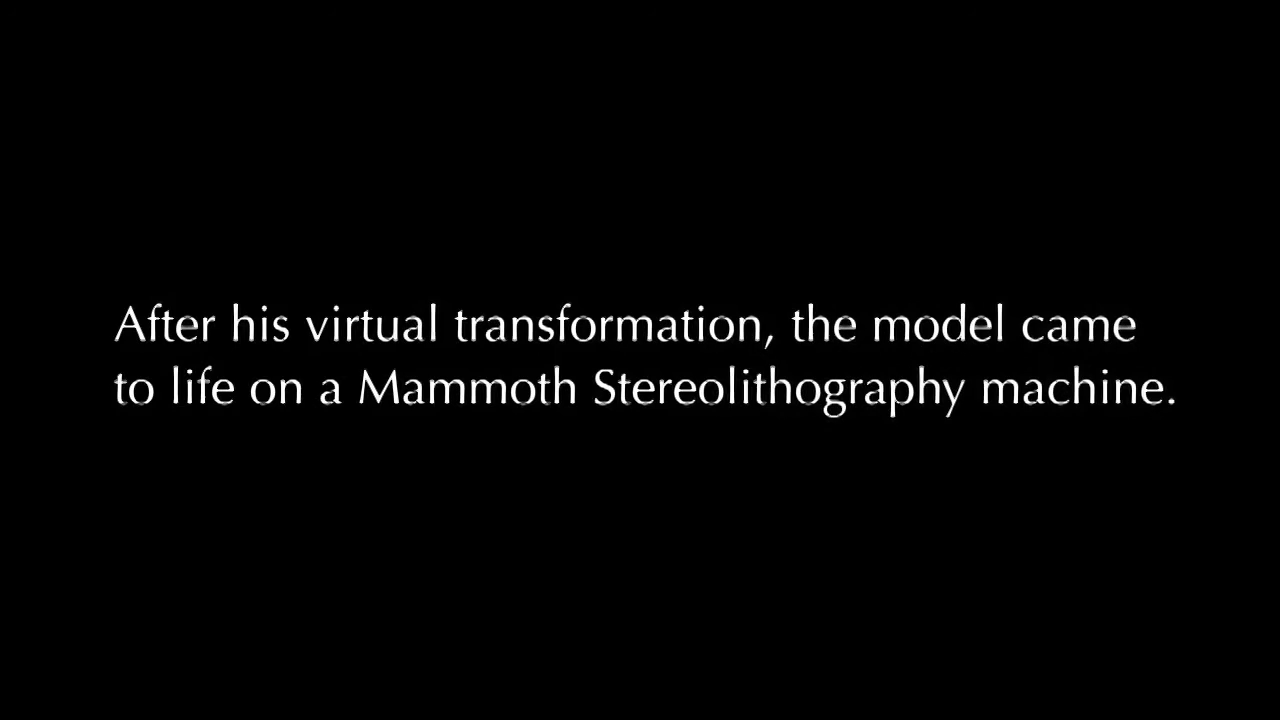 After his virtual transformation, the model came
to life on a Mammoth Stereolithography machine.